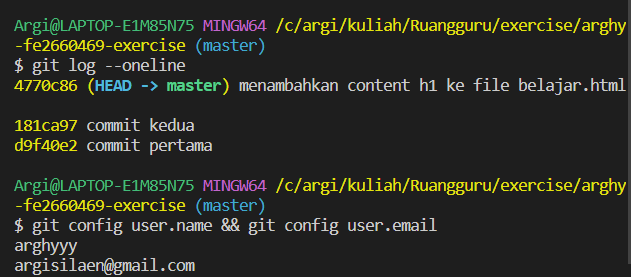 Argi@LAPTOP-E1M85N75 MINGW64 /c/argi/kuliah/Ruangguru/exercise/arghy
-fe2660469-exercise (master)
$ git log --oneline
4770c86 (HEAD -> master) menambahkan content h1 ke file belajar.html
181ca97 commit kedua
d9f40e2 commit pertama
Argi@LAPTOP-E1M85N75 MINGW64 /c/argi/kuliah/Ruangguru/exercise/arghy
-fe2660469-exercise (master)
$ git config user.name && git config user.email
arghyyy
argisilaen@gmail.com